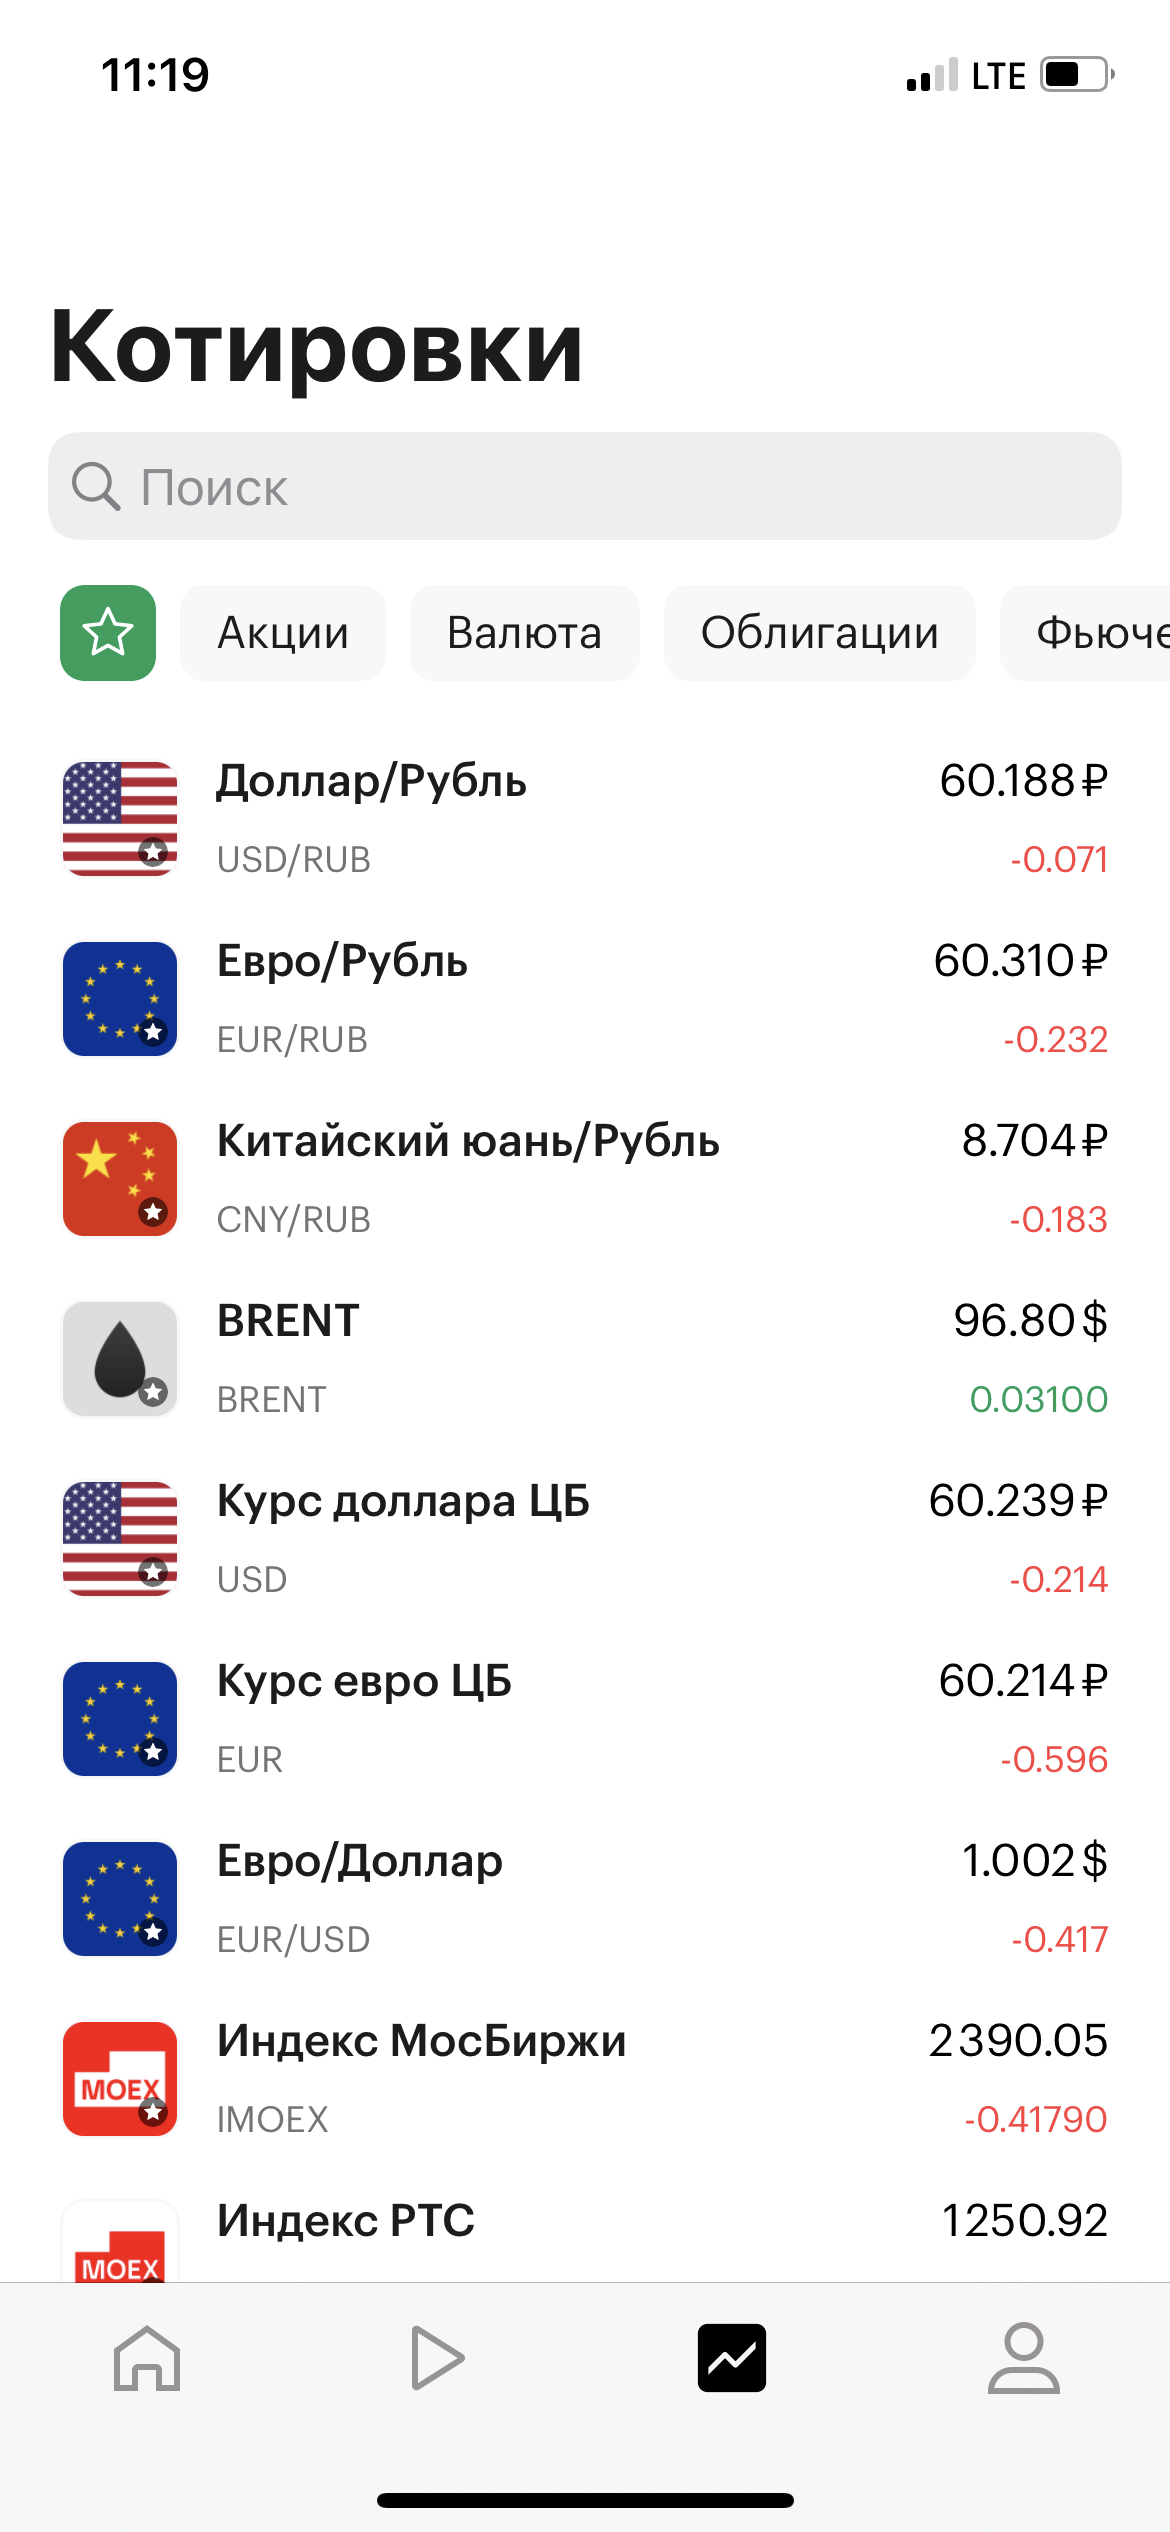 11:19 LTE
Котировки
Поиск
Акции Валюта Облигации Фьюче
Доллар/Рубль 60.188 ₽
USD/RUB -0.071
Евро/Рубль 60.310 ₽
EUR/RUB -0.232
Китайский юань/Рубль 8.704 ₽
CNY/RUB -0.183
BRENT 96.80 $
BRENT 0.03100
Курс доллара ЦБ 60.239 ₽
USD -0.214
Курс евро ЦБ 60.214 ₽
EUR -0.596
Евро/Доллар 1.002 $
EUR/USD -0.417
Индекс МосБиржи 2 390.05
MOEX
IMOEX -0.41790
Индекс РТС 1 250.92
MOEX